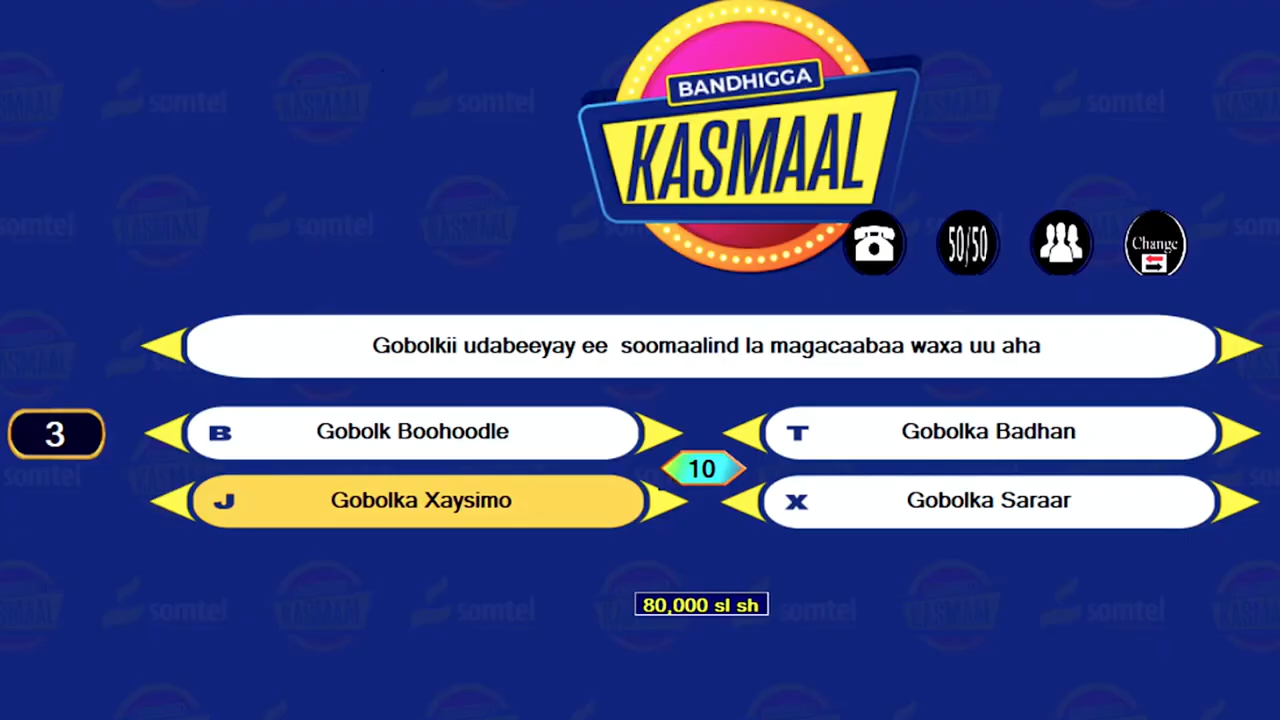 BANDHIGGA
KASMAAL
50/50
Change
Gobolkii udabeeyay ee soomaalind la magacaabaa waxa uu aha
3
B Gobolk Boohoodle
T Gobolka Badhan
10
J Gobolka Xaysimo
X Gobolka Saraar
80,000 sl sh
somtel